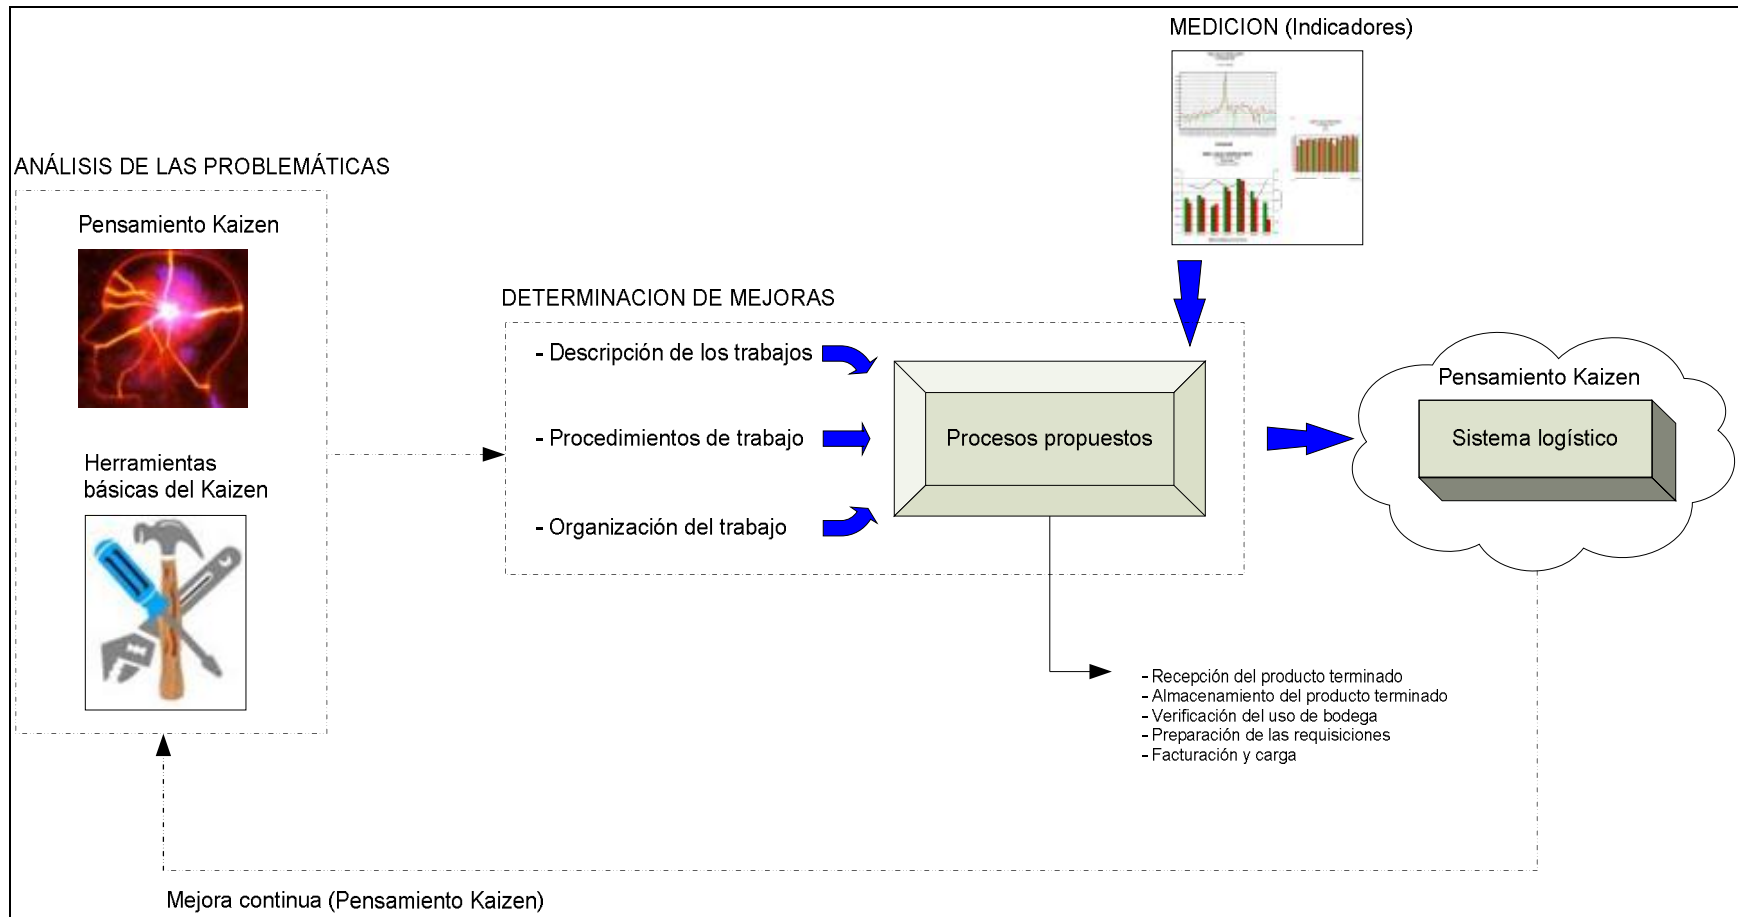 MEDICION (Indicadores)
ANÁLISIS DE LAS PROBLEMÁTICAS
Pensamiento Kaizen
Herramientas
básicas del Kaizen
DETERMINACION DE MEJORAS
- Descripción de los trabajos
- Procedimientos de trabajo
- Organización del trabajo
Procesos propuestos
Pensamiento Kaizen
Sistema logístico
- Recepción del producto terminado
- Almacenamiento del producto terminado
- Verificación del uso de bodega
- Preparación de las requisiciones
- Facturación y carga
Mejora continua (Pensamiento Kaizen)